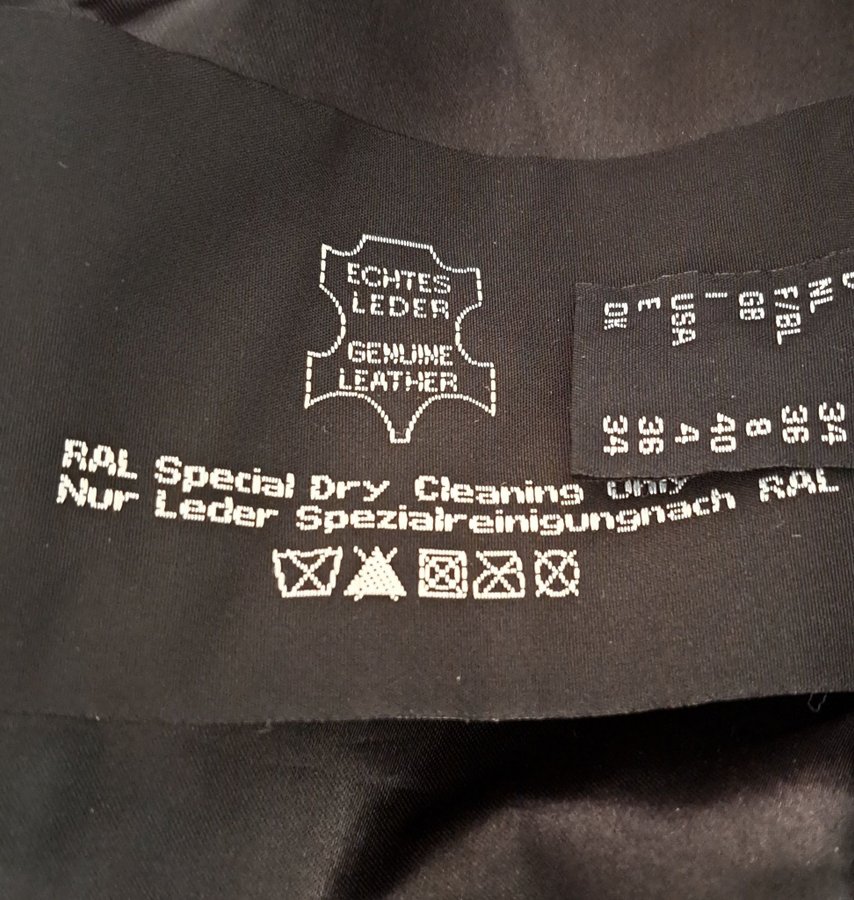 ECHTES
LEDER
GENUINE
LEATHER
RAL Special Dry Cleaning Only
Nur Leder Spezialreinigungnach RAL
NL 34
F/BL 36
GB 8
I 40
USA 4
E 36
DK 34